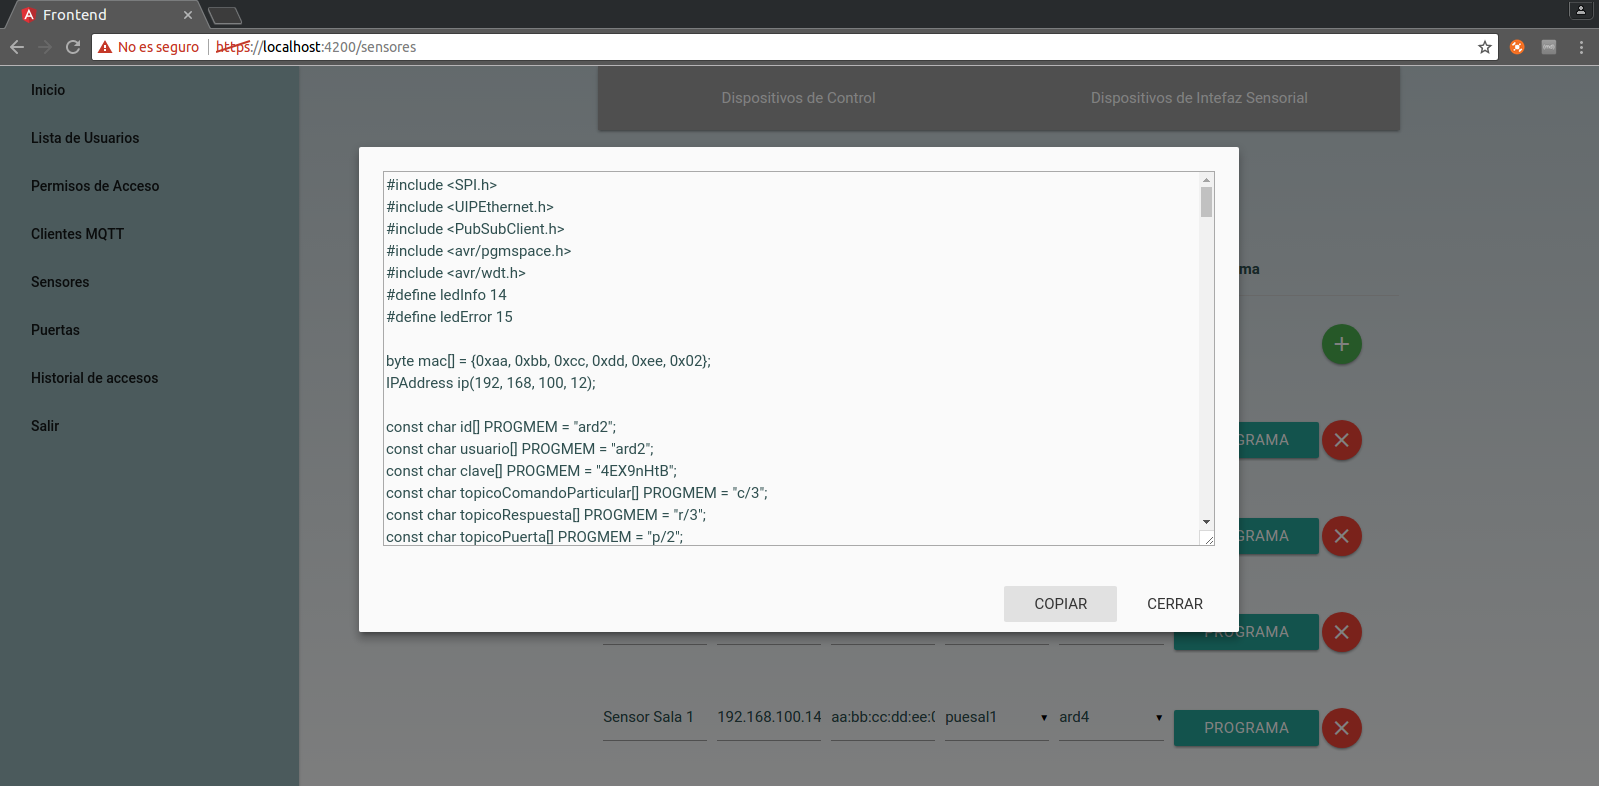 Frontend
No es seguro https://localhost:4200/sensores
Inicio
Lista de Usuarios
Permisos de Acceso
Clientes MQTT
Sensores
Puertas
Historial de accesos
Salir
Dispositivos de Control
Dispositivos de Intefaz Sensorial
#include <SPI.h>
#include <UIPEthernet.h>
#include <PubSubClient.h>
#include <avr/pgmspace.h>
#include <avr/wdt.h>
#define ledInfo 14
#define ledError 15
byte mac[] = {0xaa, 0xbb, 0xcc, 0xdd, 0xee, 0x02};
IPAddress ip(192, 168, 100, 12);
const char id[] PROGMEM = "ard2";
const char usuario[] PROGMEM = "ard2";
const char clave[] PROGMEM = "4EX9nHtB";
const char topicoComandoParticular[] PROGMEM = "c/3";
const char topicoRespuesta[] PROGMEM = "r/3";
const char topicoPuerta[] PROGMEM = "p/2";
COPIAR
CERRAR
ma
GRAMA
GRAMA
PROGRAMA
Sensor Sala 1 192.168.100.14 aa:bb:cc:dd:ee:0 puesal1 ard4 PROGRAMA